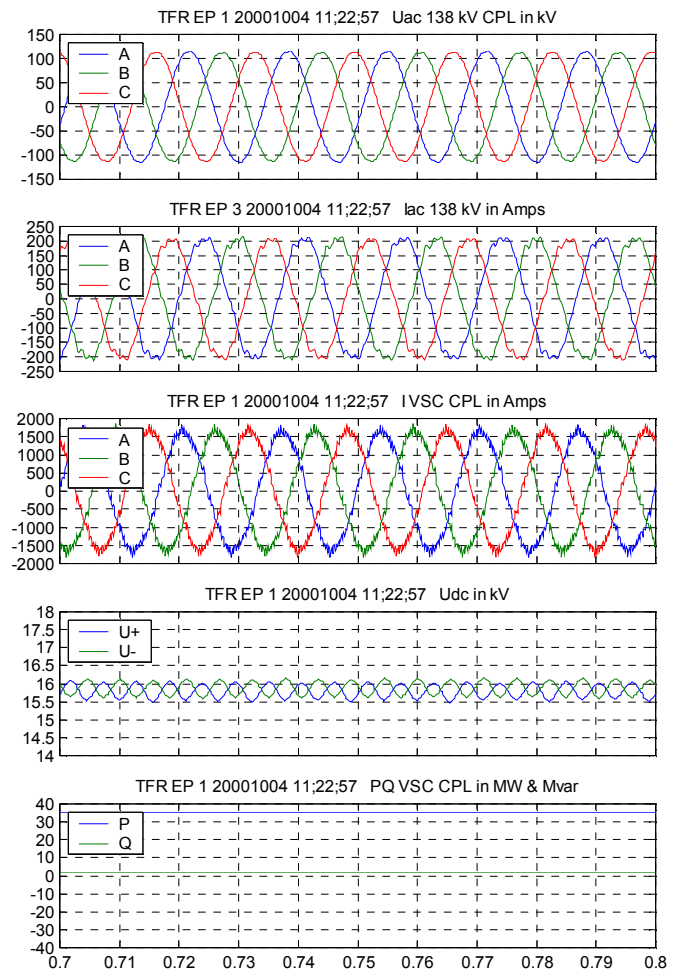 TFR EP 1 20001004 11;22;57 Uac 138 kV CPL in kV
150
100
50
0
-50
-100
-150
A
B
C
TFR EP 3 20001004 11;22;57 Iac 138 kV in Amps
250
200
150
100
50
0
-50
-100
-150
-200
-250
A
B
C
TFR EP 1 20001004 11;22;57 I VSC CPL in Amps
2000
1500
1000
500
0
-500
-1000
-1500
-2000
A
B
C
TFR EP 1 20001004 11;22;57 Udc in kV
18
17.5
17
16.5
16
15.5
15
14.5
14
U+
U-
TFR EP 1 20001004 11;22;57 PQ VSC CPL in MW & Mvar
40
30
20
10
0
-10
-20
-30
-40
P
Q
0.7 0.71 0.72 0.73 0.74 0.75 0.76 0.77 0.78 0.79 0.8